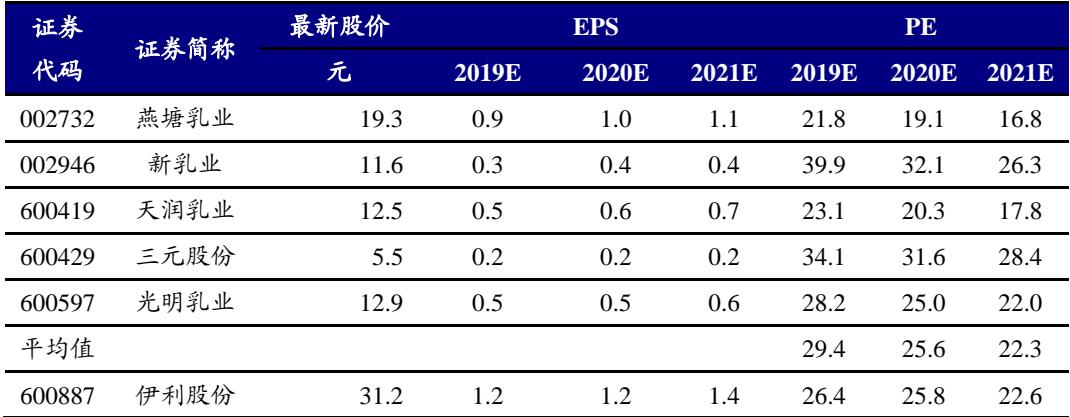 证券代码 证券简称 最新股价 EPS PE
元 2019E 2020E 2021E 2019E 2020E 2021E
002732 燕塘乳业 19.3 0.9 1.0 1.1 21.8 19.1 16.8
002946 新乳业 11.6 0.3 0.4 0.4 39.9 32.1 26.3
600419 天润乳业 12.5 0.5 0.6 0.7 23.1 20.3 17.8
600429 三元股份 5.5 0.2 0.2 0.2 34.1 31.6 28.4
600597 光明乳业 12.9 0.5 0.5 0.6 28.2 25.0 22.0
平均值 29.4 25.6 22.3
600887 伊利股份 31.2 1.2 1.2 1.4 26.4 25.8 22.6